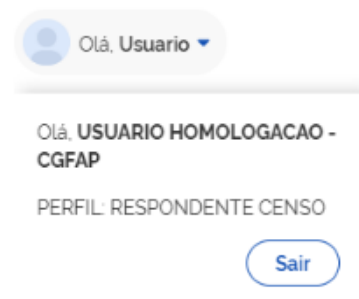 Olá, Usuario
Olá, USUARIO HOMOLOGACAO -
CGFAP
PERFIL: RESPONDENTE CENSO
Sair